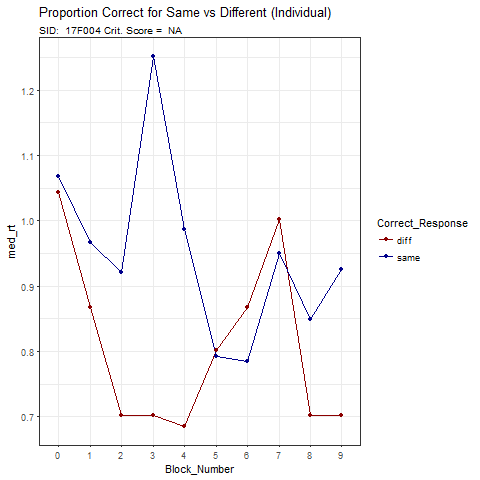 Proportion Correct for Same vs Different (Individual)
SID:  17F004 Crit. Score =  NA
1.2
1.1
1.0
0.9
0.8
0.7
med_rt
0 1 2 3 4 5 6 7 8 9
Block_Number
Correct_Response
diff
same